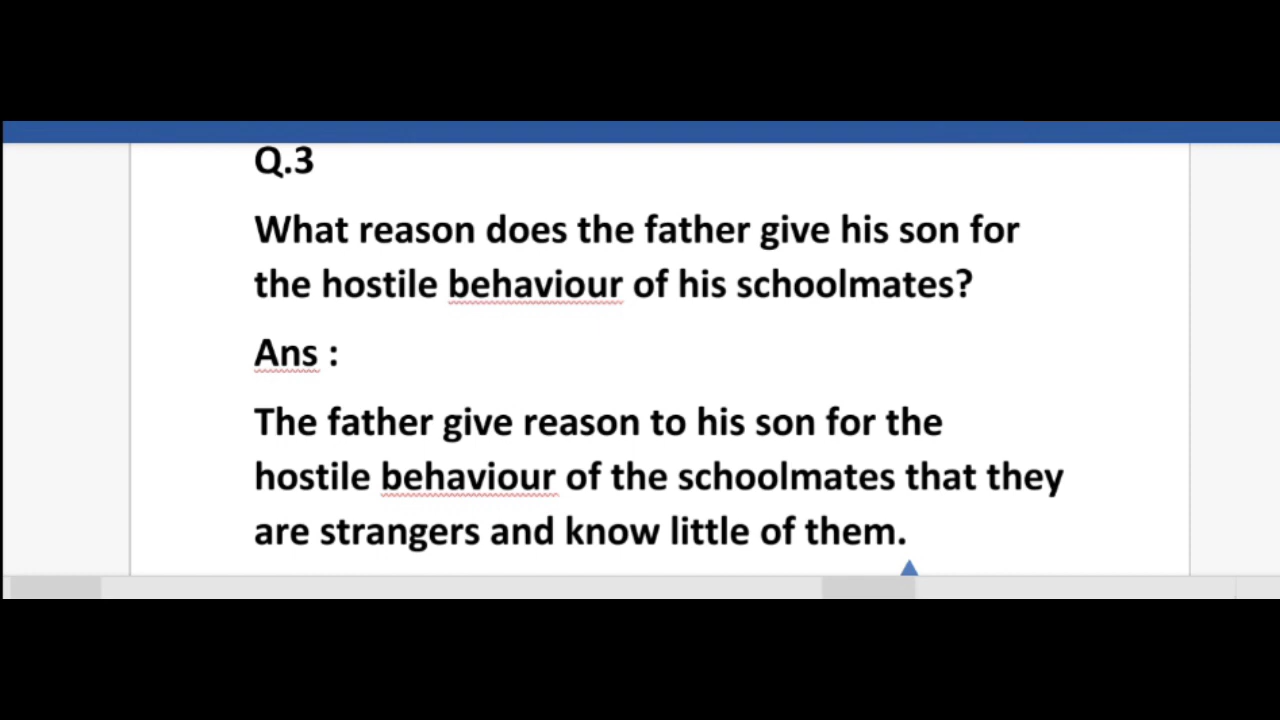 Q.3
What reason does the father give his son for
the hostile behaviour of his schoolmates?
Ans :
The father give reason to his son for the
hostile behaviour of the schoolmates that they
are strangers and know little of them.